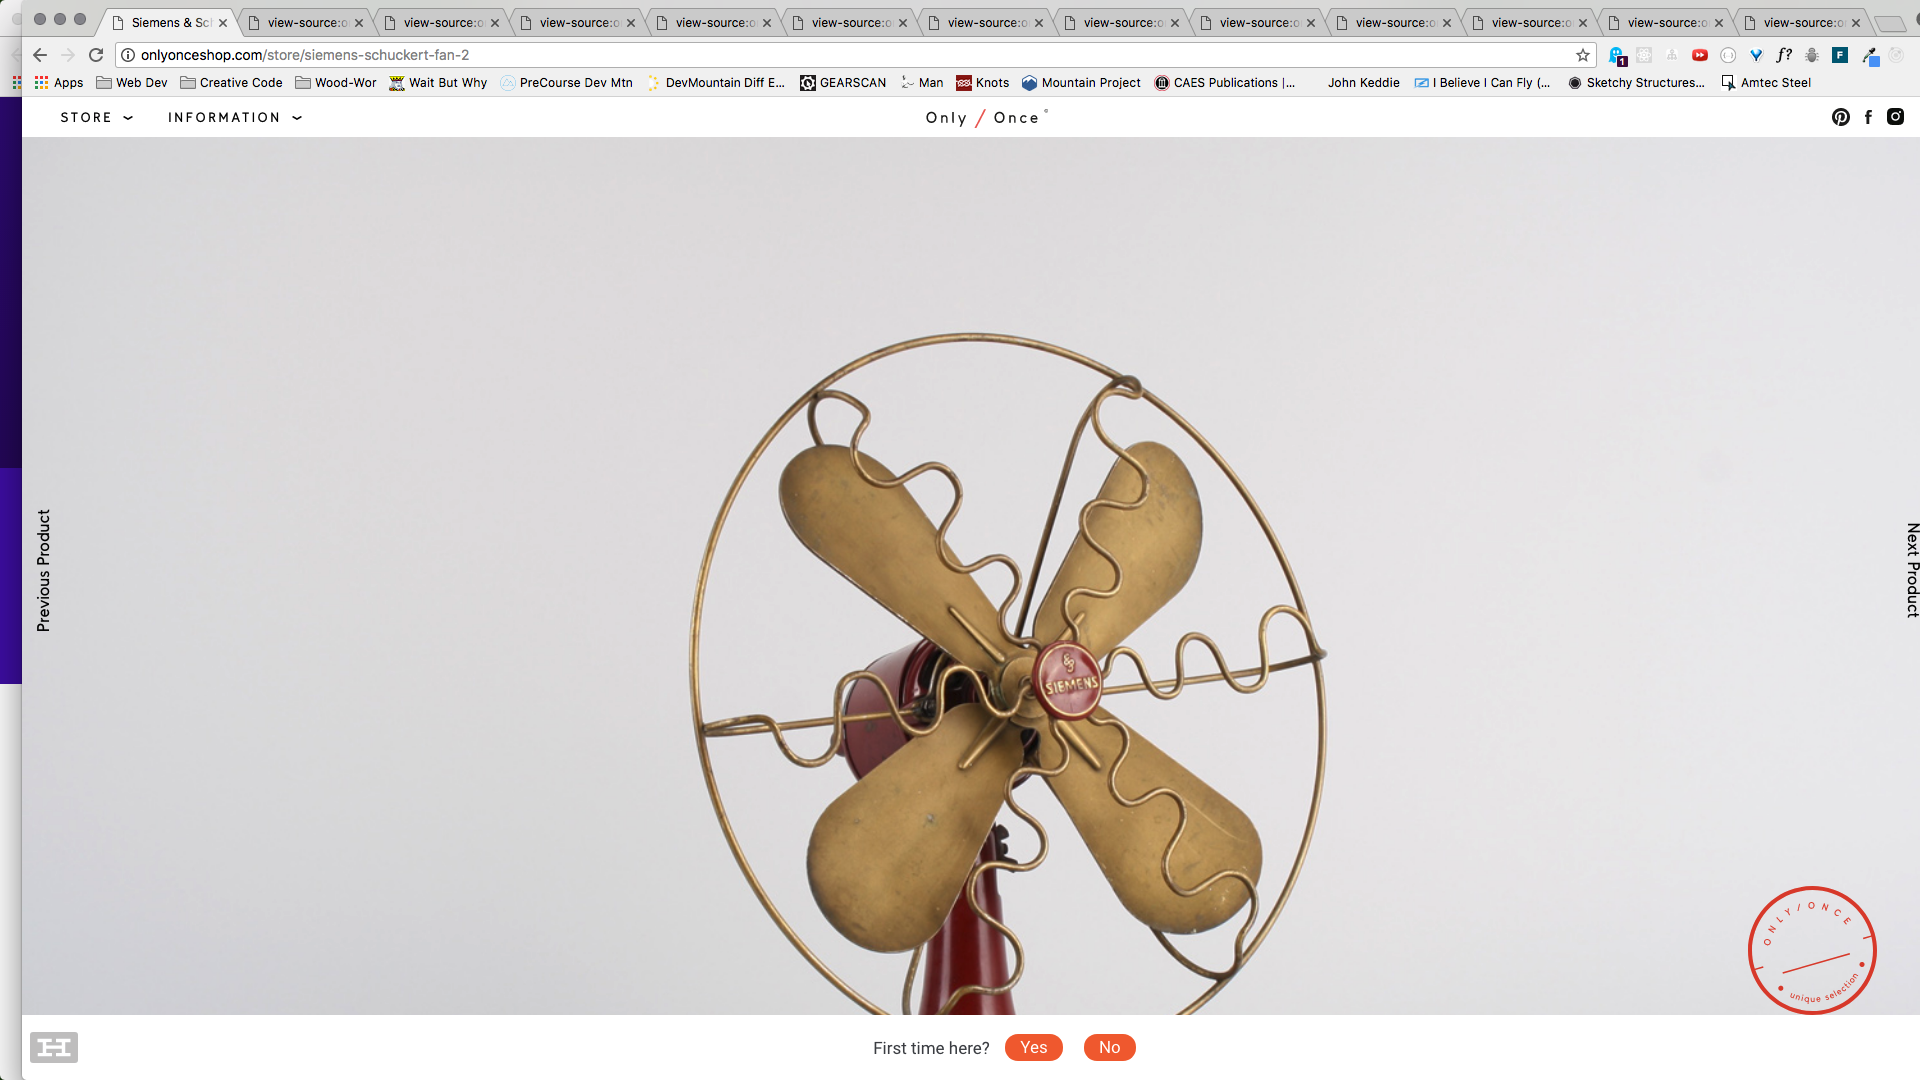 Siemens & Sc
view-source:o
view-source:o
view-source:o
view-source:o
view-source:o
view-source:o
view-source:o
view-source:o
view-source:o
view-source:o
view-source:o
view-source:o
onlyonceshop.com/store/siemens-schuckert-fan-2
1
f?
F
Apps
Web Dev
Creative Code
Wood-Wor
Wait But Why
PreCourse Dev Mtn
DevMountain Diff E...
GEARSCAN
Man
Knots
Mountain Project
CAES Publications |...
John Keddie
I Believe I Can Fly (...
Sketchy Structures...
Amtec Steel
STORE
INFORMATION
Only / Once
Previous Product
Next Product
SIEMENS
ONLY/ONCE
unique selection
First time here?
Yes
No